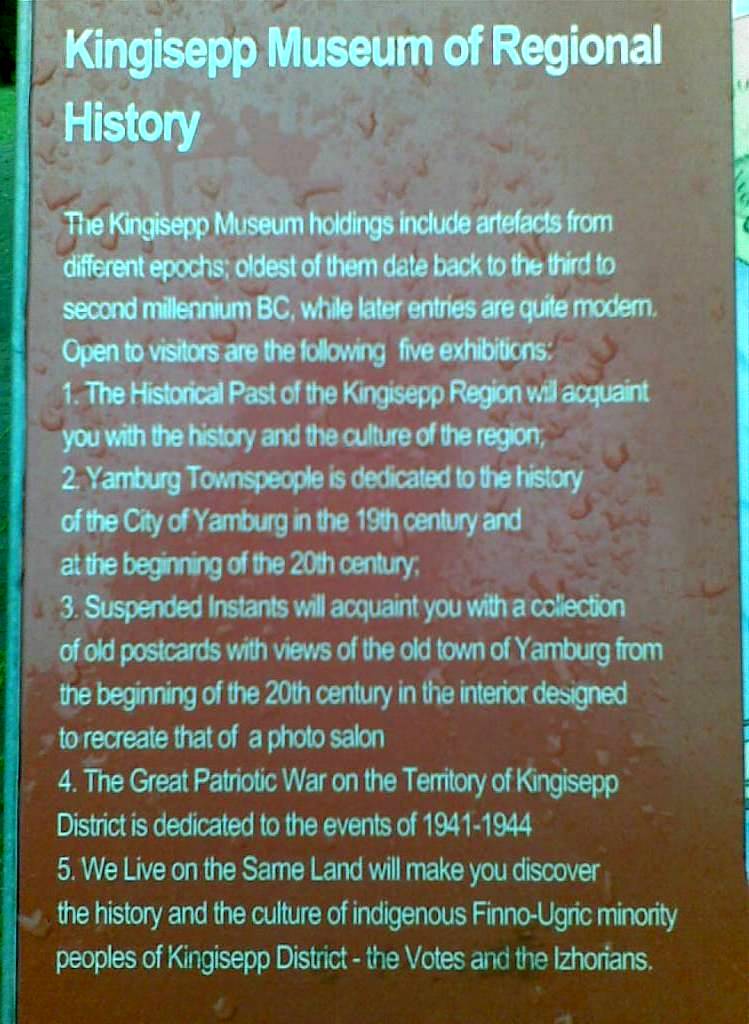 Kingisepp Museum of Regional
History
The Kingisepp Museum holdings include artefacts from
different epochs; oldest of them date back to the third to
second millennium BC, while later entries are quite modern.
Open to visitors are the following five exhibitions:
1. The Historical Past of the Kingisepp Region will acquaint
you with the history and the culture of the region;
2. Yamburg Townspeople is dedicated to the history
of the City of Yamburg in the 19th century and
at the beginning of the 20th century;
3. Suspended Instants will acquaint you with a collection
of old postcards with views of the old town of Yamburg from
the beginning of the 20th century in the interior designed
to recreate that of a photo salon
4. The Great Patriotic War on the Territory of Kingisepp
District is dedicated to the events of 1941-1944
5. We Live on the Same Land will make you discover
the history and the culture of indigenous Finno-Ugric minority
peoples of Kingisepp District - the Votes and the Izhorians.